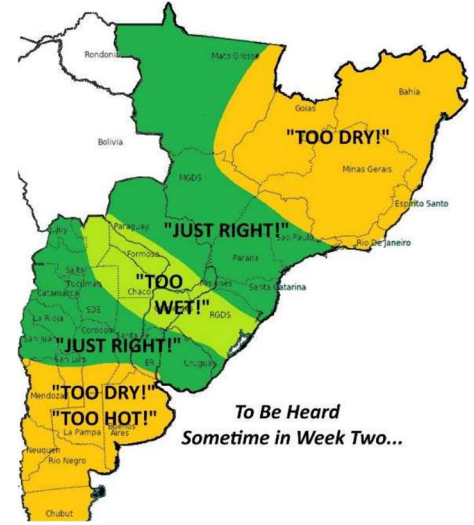 Rondonia
Mato Grosso
Bahia
Goias
"TOO DRY!"
Bolivia
Minas Gerais
MGDS
Espirito Santo
"JUST RIGHT!"
Sao Paulo
Rio De Janeiro
Paraguay
Jujuy
Formosa
Parana
Salta
"TOO
WET!"
Tucuman
Chaco
Misiones
Santa Catarina
Catamarca
SDE
RGDS
La Rioja
Cordoba
Santa Fe
San Juan
"JUST RIGHT!"
San Luis
ER
Uruguay
"TOO DRY!"
Mendoza
"TOO HOT!"
Buenos
Aires
La Pampa
To Be Heard
Sometime in Week Two...
Neuquen
Rio Negro
Chubut